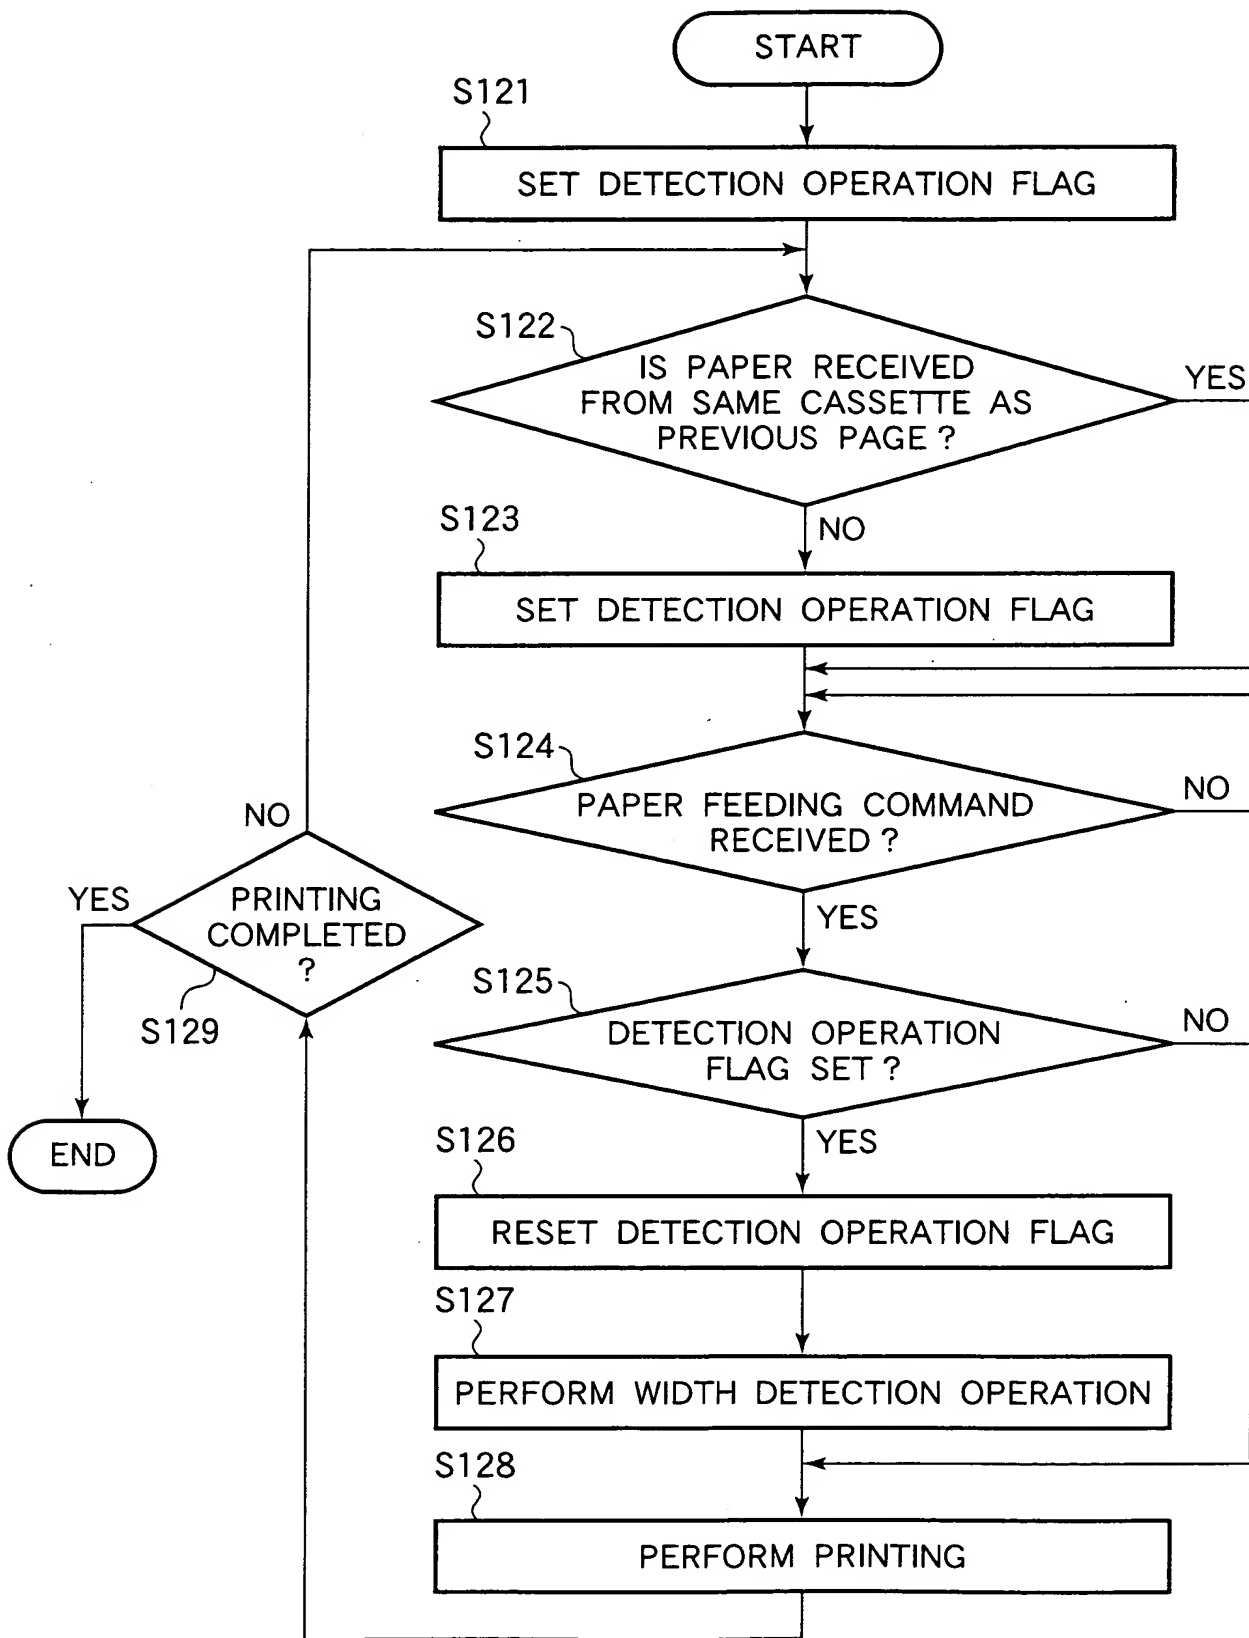 START
S121
SET DETECTION OPERATION FLAG
S122
IS PAPER RECEIVED
FROM SAME CASSETTE AS
PREVIOUS PAGE?
YES
NO
S123
SET DETECTION OPERATION FLAG
S124
PAPER FEEDING COMMAND
RECEIVED?
NO
YES
S125
DETECTION OPERATION
FLAG SET?
NO
YES
S126
RESET DETECTION OPERATION FLAG
S127
PERFORM WIDTH DETECTION OPERATION
S128
PERFORM PRINTING
NO
YES
PRINTING
COMPLETED
?
S129
END